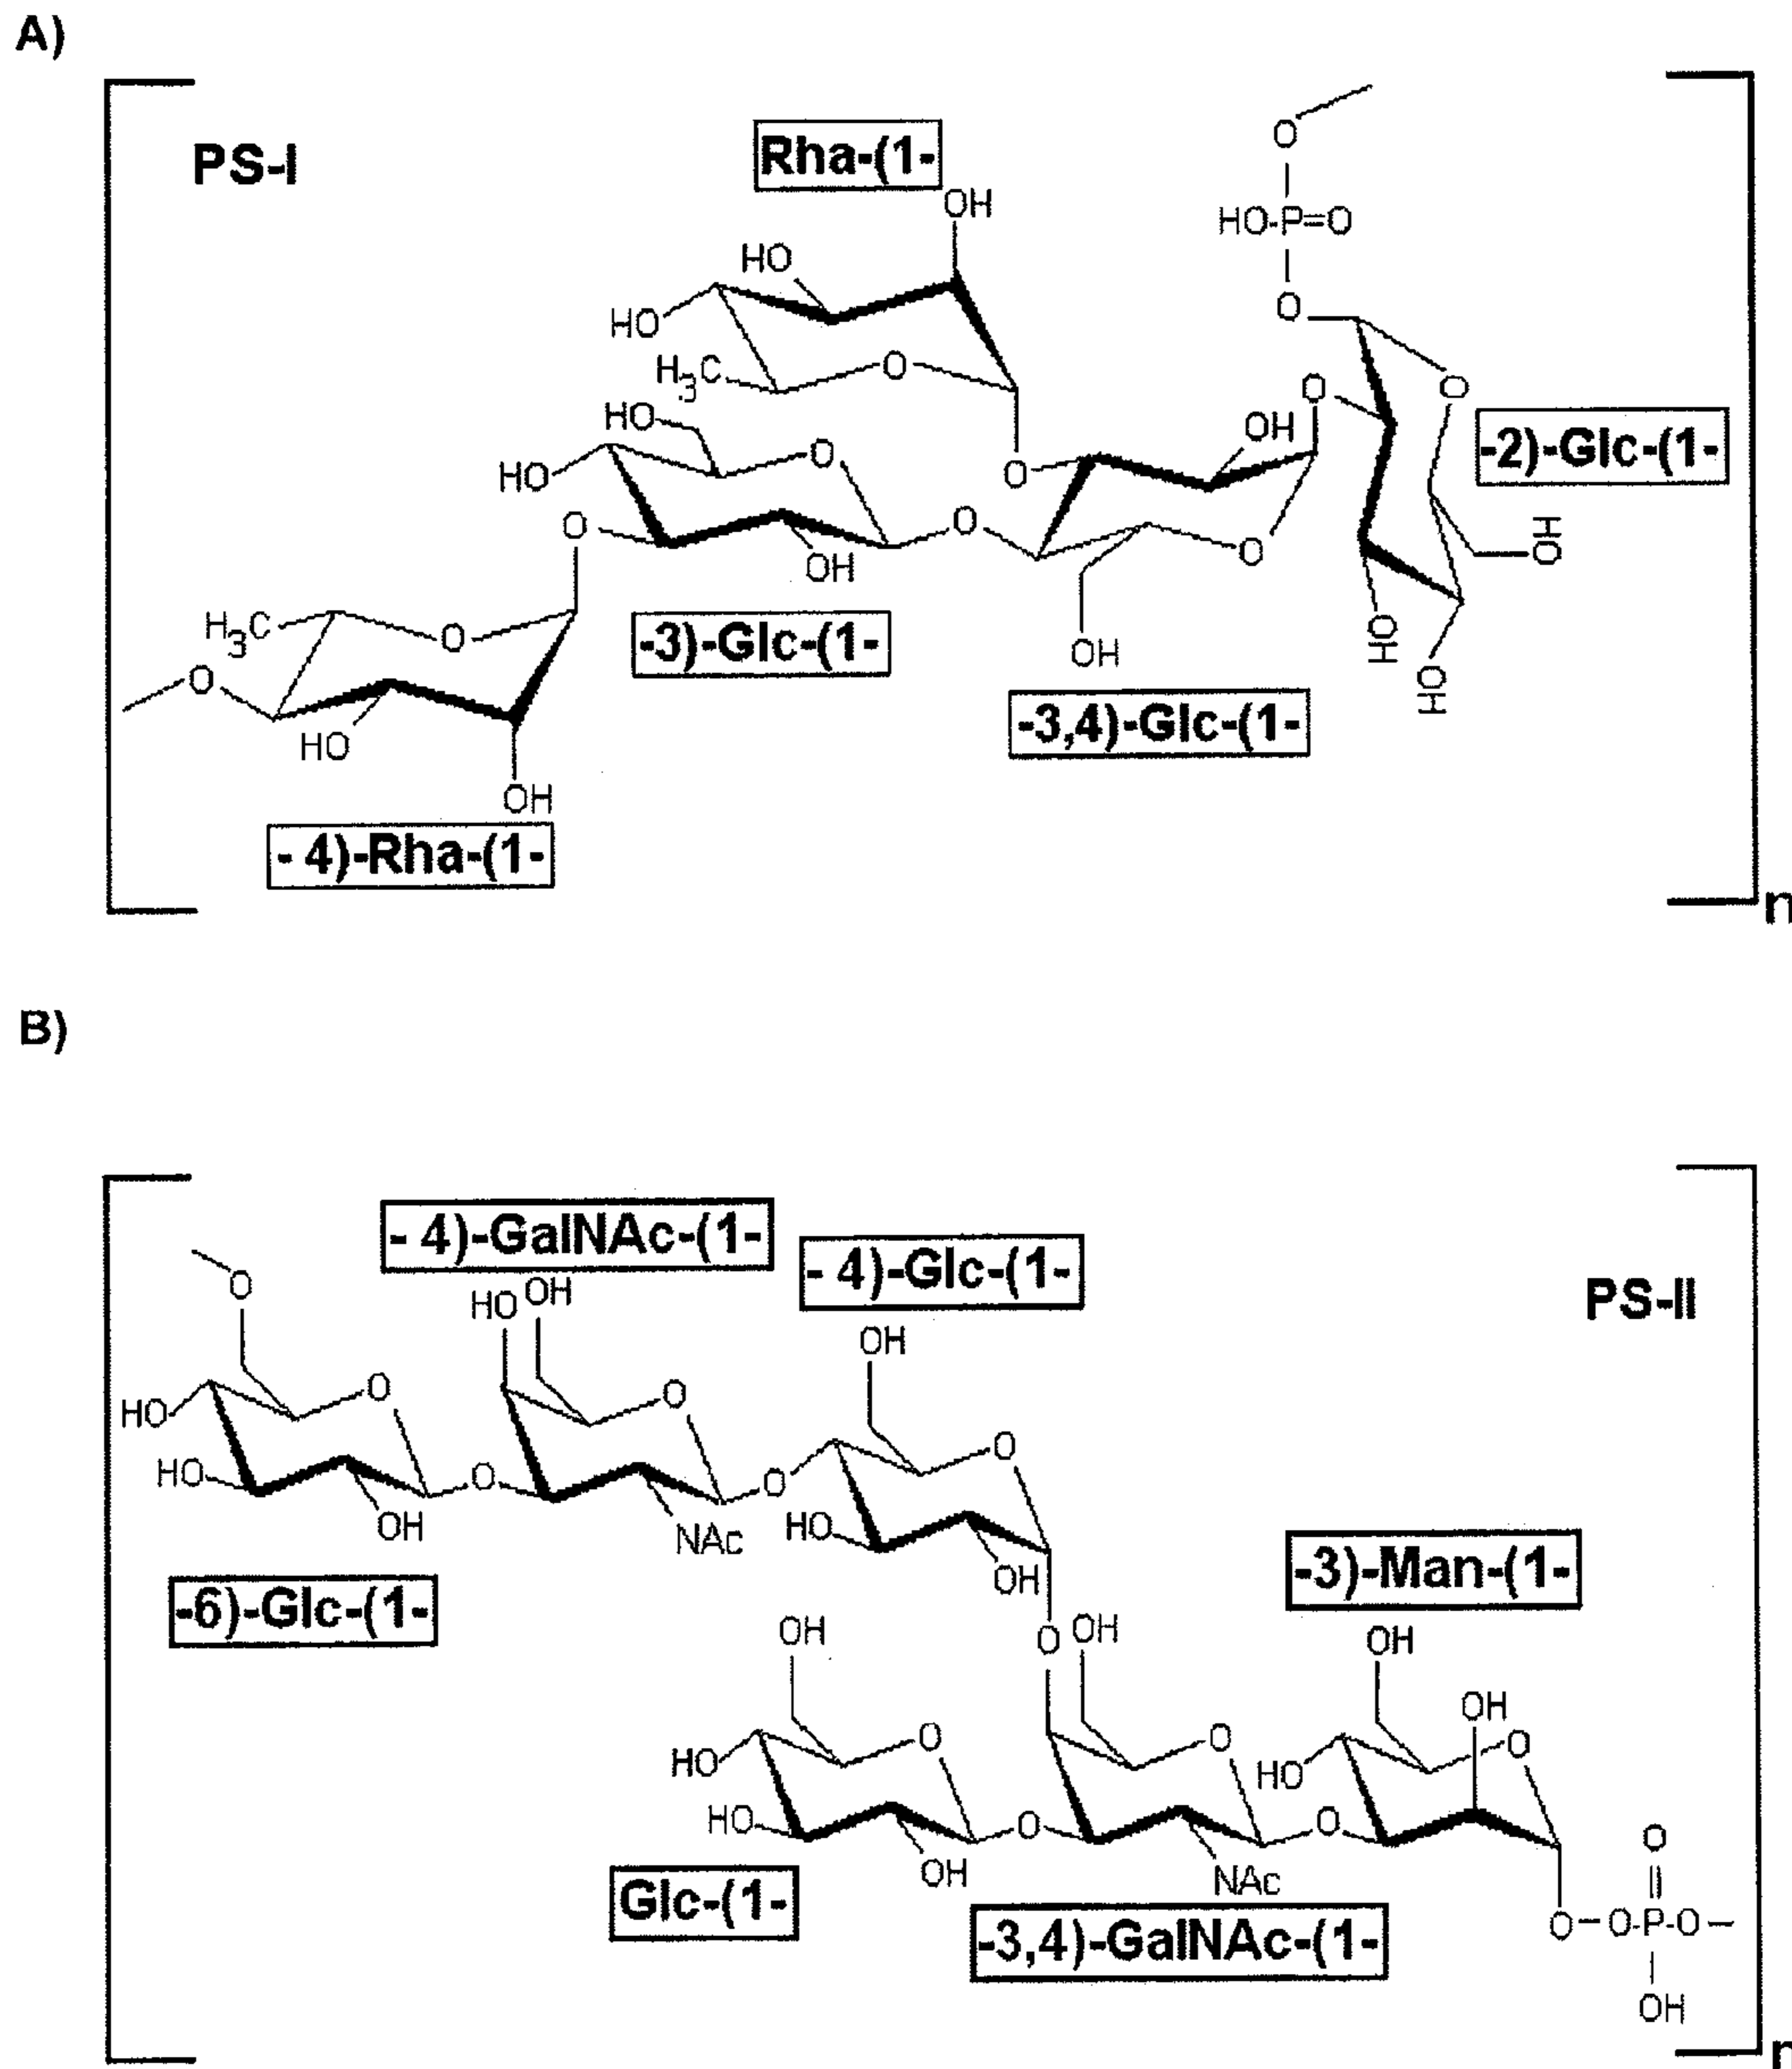 A)
PS-I
Rha-(1-
OH
HO
HO
H3C
O
O
HO-P=O
O
O
O
OH
-2)-Glc-(1-
HO
HO
O
O
O
O
OH
OH
-3)-Glc-(1-
O
OH
OH
OH
OH
-3,4)-Glc-(1-
O
H3C
O
O
HO
OH
- 4)-Rha-(1-
n
B)
- 4)-GalNAc-(1-
- 4)-Glc-(1-
PS-II
O
HO
OH
OH
HO
O
O
O
HO
O
O
OH
NAc
HO
OH
-6)-Glc-(1-
-3)-Man-(1-
OH
O
OH
OH
OH
HO
O
O
HO
O
HO
O
O
OH
NAc
Glc-(1-
-3,4)-GalNAc-(1-
O
O-O-P-O
OH
n